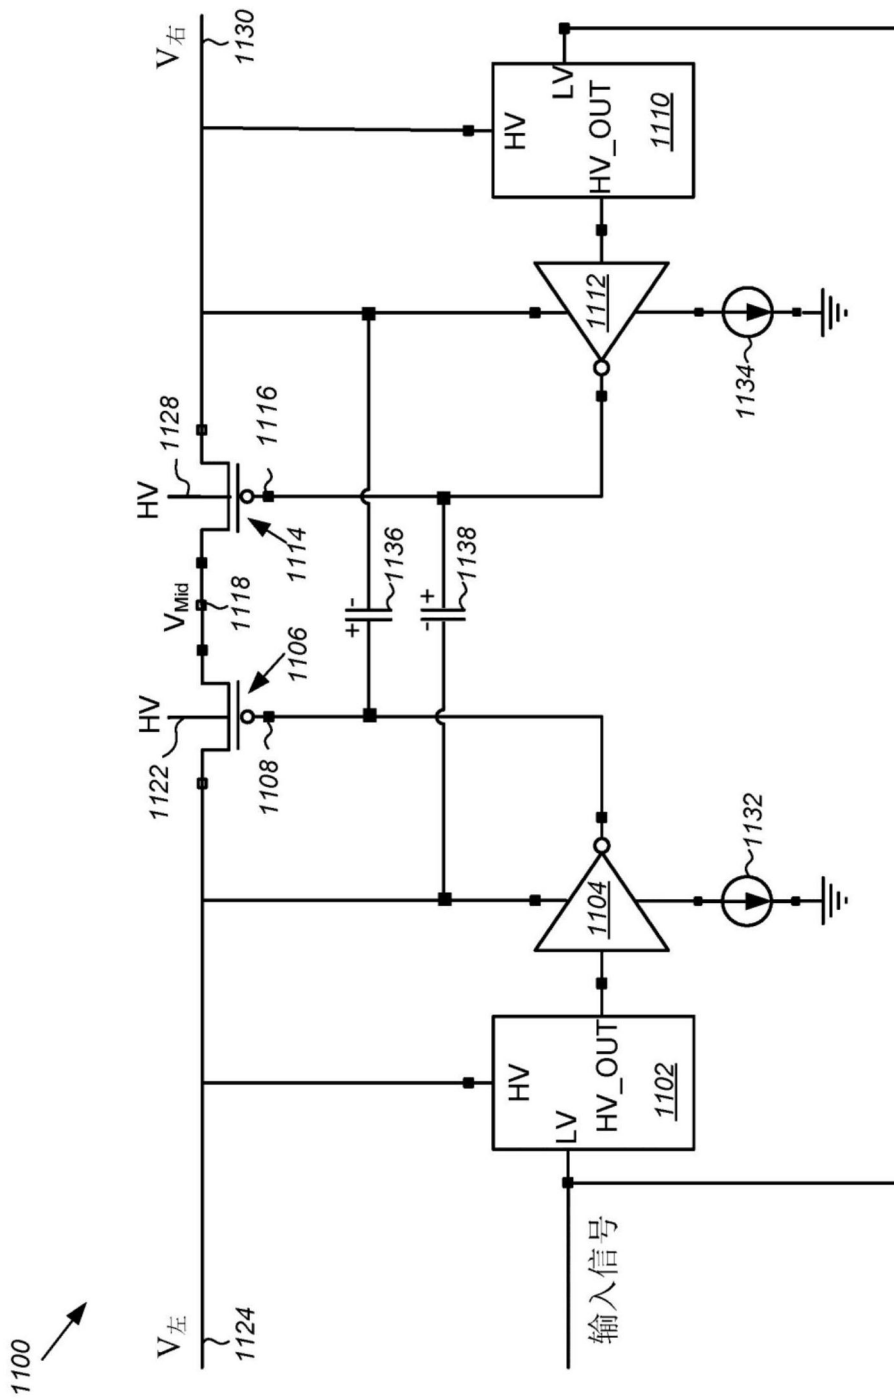 1100
V左
1124
V右
1130
HV
1122
HV
1128
VMid
1118
1106
1108
1114
1116
+ -
1136
- +
1138
输入信号
LV
HV
HV_OUT
1102
1104
1132
1112
1134
HV
LV
HV_OUT
1110